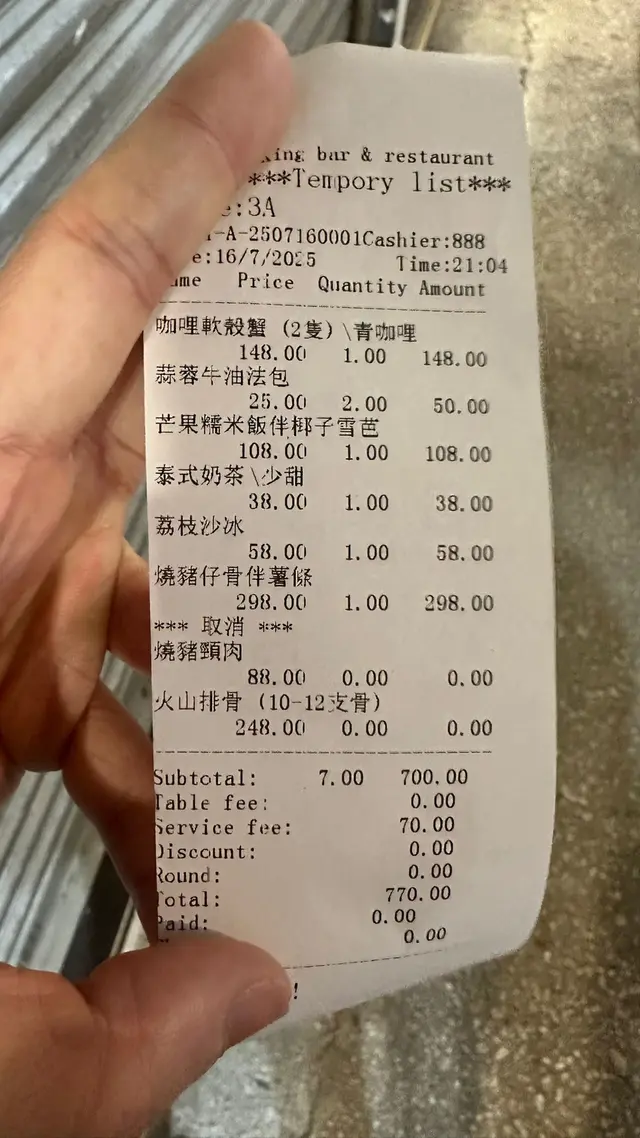 bar & restaurant
***Tempory list***
:3A
-A-2507160001Cashier:888
:16/7/2025 Time:21:04
Price Quantity Amount
咖哩軟殼蟹 (2隻)\青咖哩
148.00 1.00 148.00
蒜蓉牛油法包
25.00 2.00 50.00
芒果糯米飯伴椰子雪芭
108.00 1.00 108.00
泰式奶茶\少甜
38.00 1.00 38.00
荔枝沙冰
58.00 1.00 58.00
燒豬仔骨伴薯條
298.00 1.00 298.00
*** 取消 ***
燒豬頸肉
88.00 0.00 0.00
火山排骨 (10-12支骨)
248.00 0.00 0.00
Subtotal: 7.00 700.00
Table fee: 0.00
Service fee: 70.00
Discount: 0.00
Round: 0.00
Total: 770.00
Paid: 0.00
0.00
!